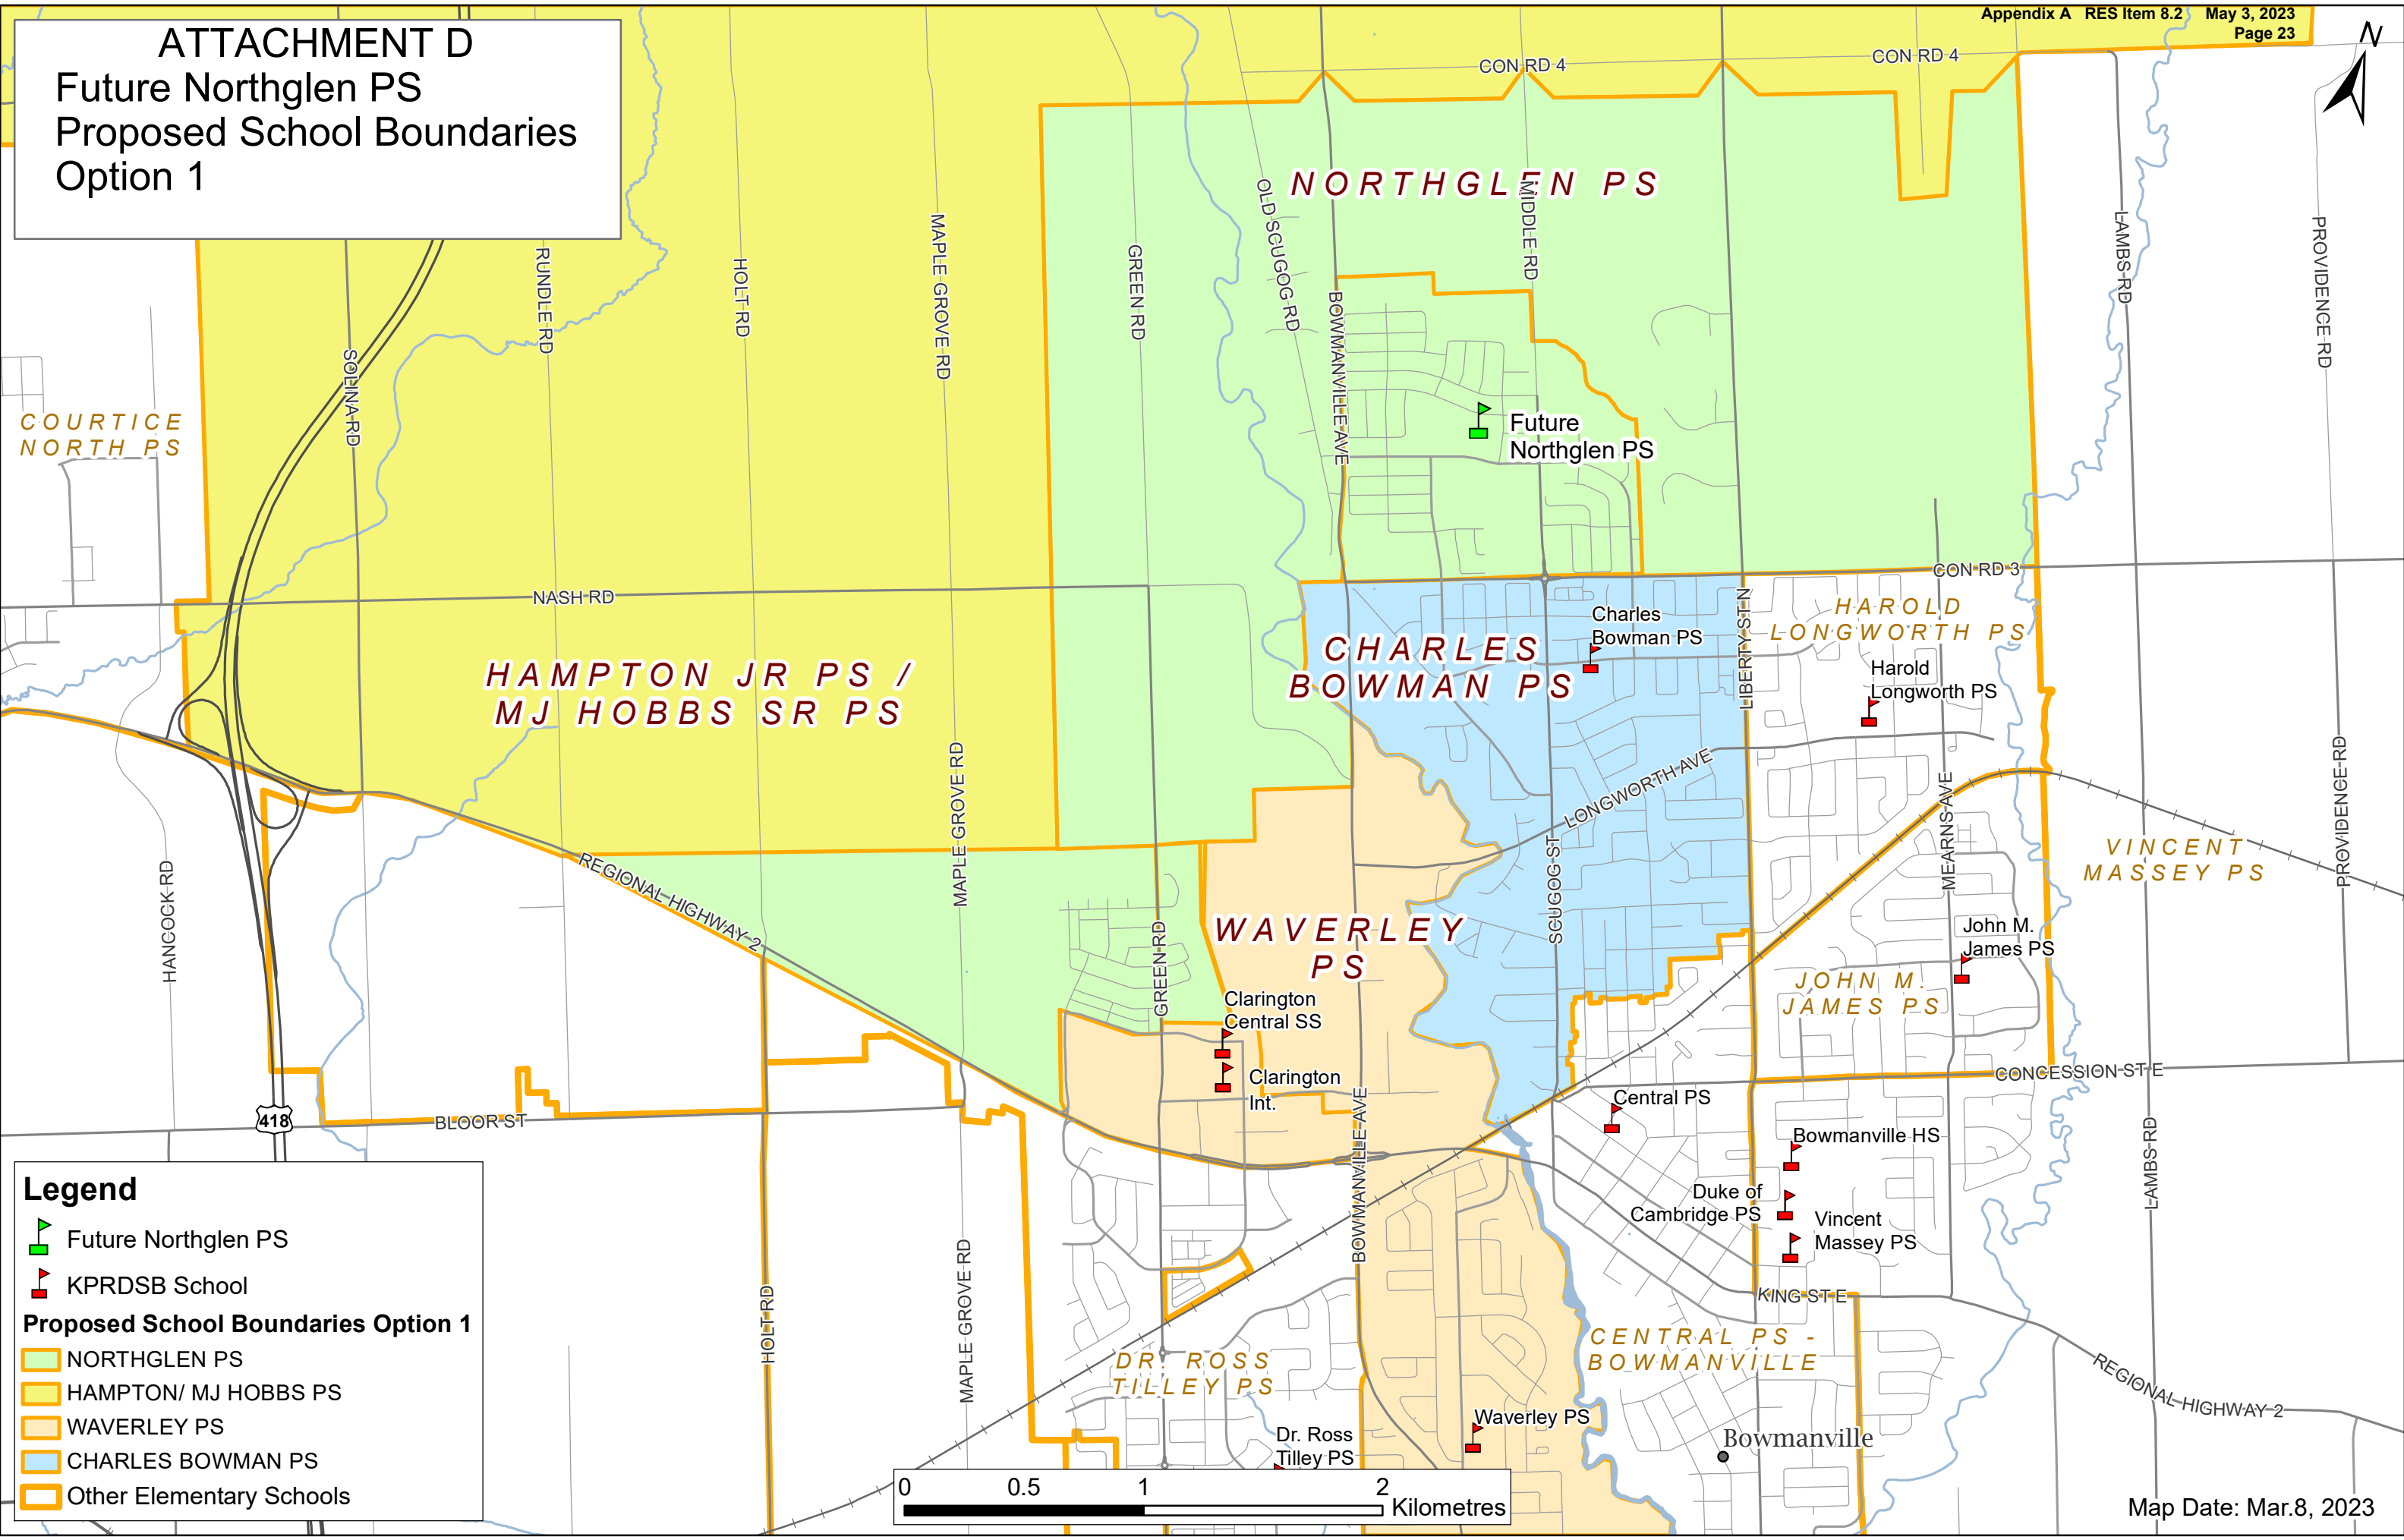 Appendix A RES Item 8.2 May 3, 2023
Page 23
ATTACHMENT D
Future Northglen PS
Proposed School Boundaries
Option 1
N
CON RD 4
CON RD 4
NORTHGLEN PS
OLD SCUGOG RD
MIDDLE RD
RUNDLE RD
HOLT RD
MAPLE GROVE RD
GREEN RD
BOWMANVILLE AVE
LAMBS RD
PROVIDENCE RD
SOLINA RD
COURTICE
NORTH PS
Future
Northglen PS
NASH RD
CON RD 3
HAMPTON JR PS /
MJ HOBBS SR PS
CHARLES
BOWMAN PS
Charles
Bowman PS
LIBERTY ST N
HAROLD
LONGWORTH PS
Harold
Longworth PS
MAPLE GROVE RD
LONGWORTH AVE
SCUGOG ST
MEARNS AVE
PROVIDENCE RD
VINCENT
MASSEY PS
HANCOCK RD
REGIONAL HIGHWAY 2
GREEN RD
WAVERLEY
PS
John M.
James PS
JOHN M.
JAMES PS
Clarington
Central SS
Clarington
Int.
CONCESSION ST E
418
BLOOR ST
BOWMANVILLE AVE
Central PS
Bowmanville HS
Duke of
Cambridge PS
Vincent
Massey PS
LAMBS RD
KING ST E
HOLT RD
MAPLE GROVE RD
DR. ROSS
TILLEY PS
CENTRAL PS -
BOWMANVILLE
REGIONAL HIGHWAY 2
Waverley PS
Dr. Ross
Tilley PS
Bowmanville
Legend
Future Northglen PS
KPRDSB School
Proposed School Boundaries Option 1
NORTHGLEN PS
HAMPTON/ MJ HOBBS PS
WAVERLEY PS
CHARLES BOWMAN PS
Other Elementary Schools
0 0.5 1 2
Kilometres
Map Date: Mar.8, 2023